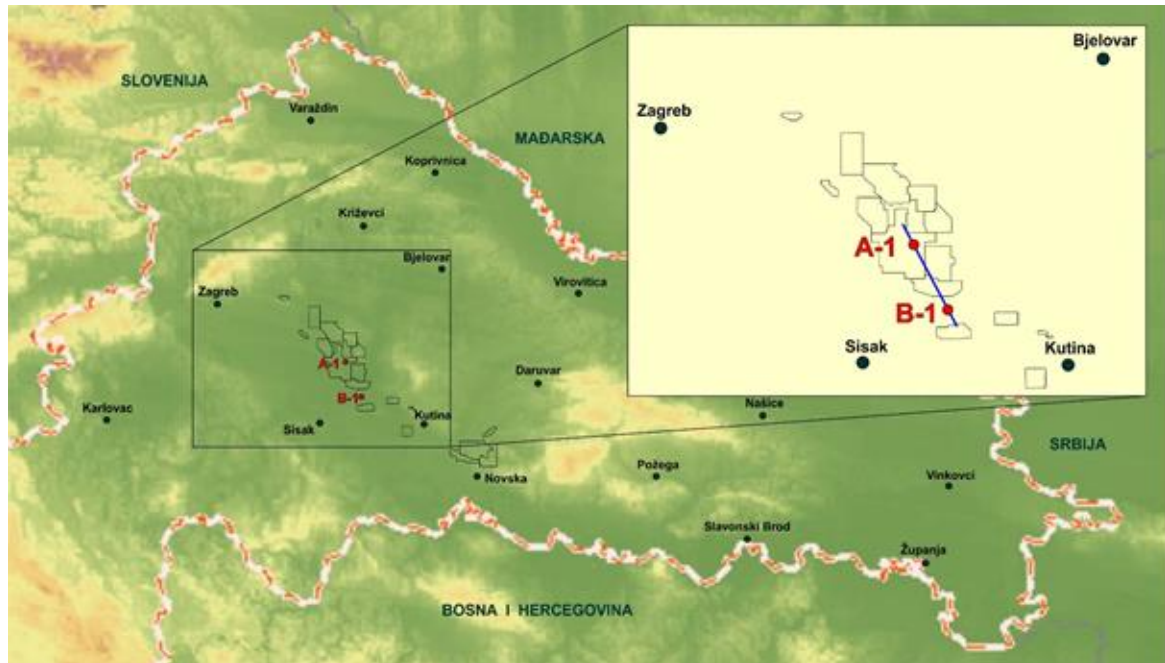 SLOVENIJA
Varaždin
MAĐARSKA
Koprivnica
Križevci
Bjelovar
Zagreb
Virovitica
A-1
Daruvar
B-1
Karlovac
Sisak
Kutina
Našice
Novska
Požega
SRBIJA
Vinkovci
Slavonski Brod
Županja
BOSNA I HERCEGOVINA
Bjelovar
Zagreb
A-1
B-1
Sisak
Kutina